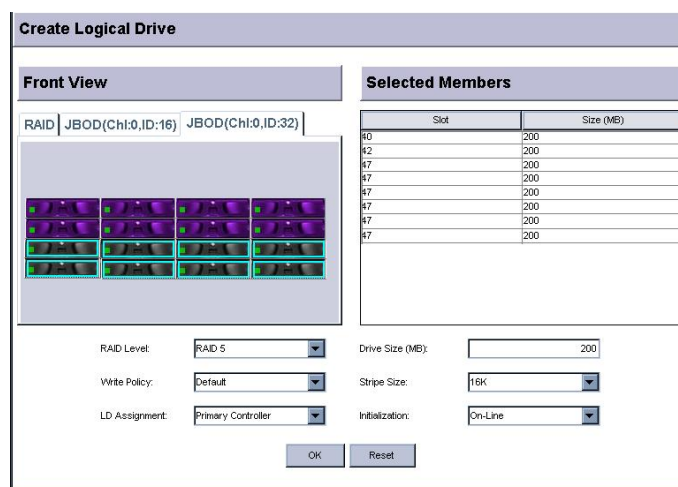 Create Logical Drive
Front View
Selected Members
RAID JBOD(Chl:0,ID:16) JBOD(Chl:0,ID:32)
Slot Size (MB)
40 200
42 200
47 200
47 200
47 200
47 200
47 200
47 200
RAID Level: RAID 5 Drive Size (MB): 200
Write Policy: Default Stripe Size: 16K
LD Assignment: Primary Controller Initialization: On-Line
OK Reset